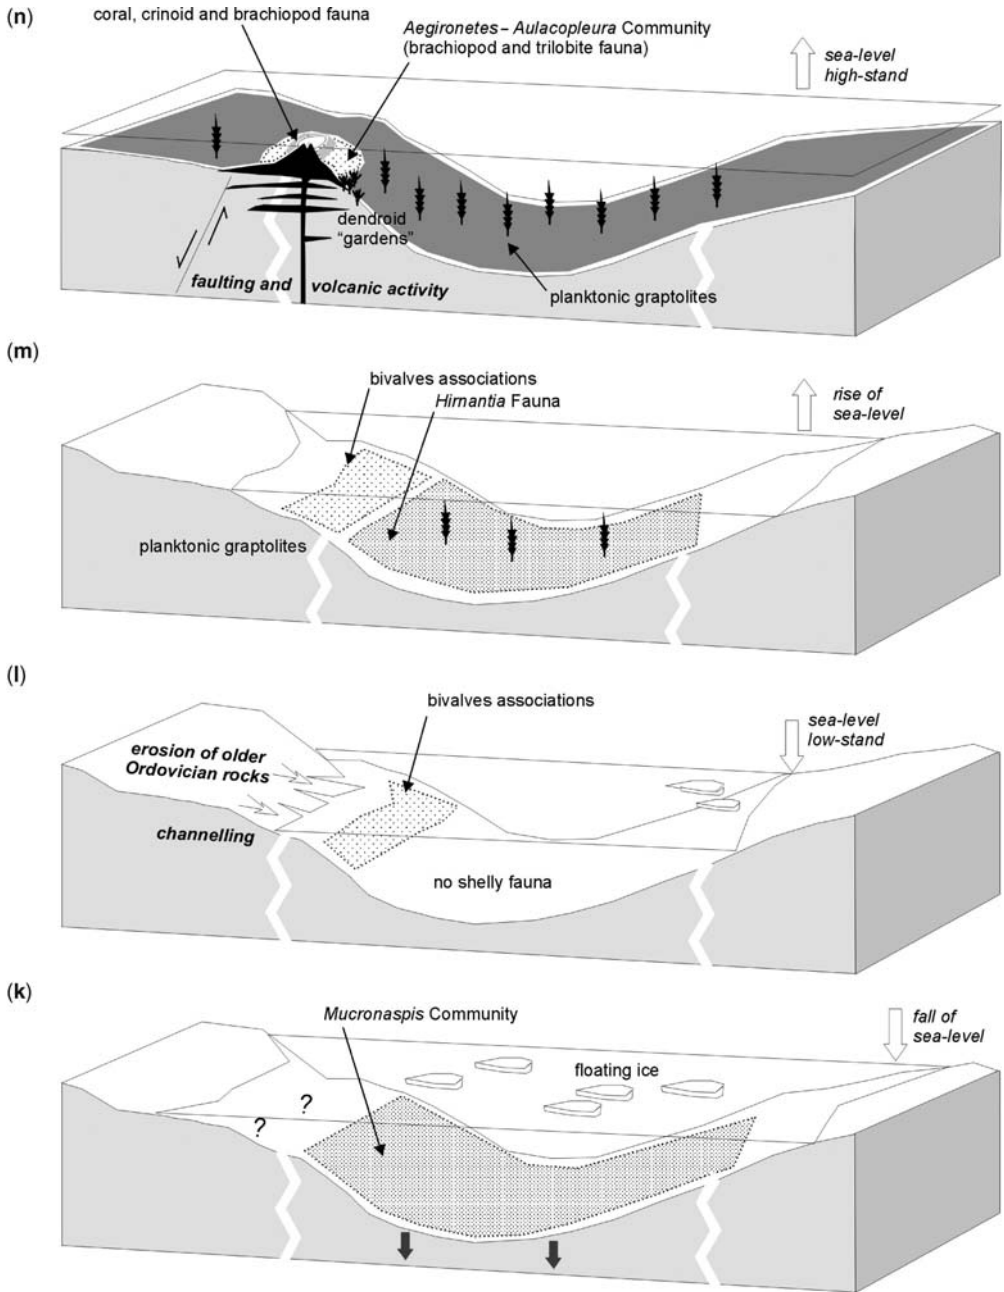 (n)
coral, crinoid and brachiopod fauna
Aegironetes – Aulacopleura Community
(brachiopod and trilobite fauna)
sea-level
high-stand
dendroid
"gardens"
faulting and volcanic activity
planktonic graptolites
(m)
bivalves associations
Hirnantia Fauna
rise of
sea-level
planktonic graptolites
(l)
bivalves associations
sea-level
low-stand
erosion of older
Ordovician rocks
channelling
no shelly fauna
(k)
Mucronaspis Community
fall of
sea-level
floating ice
?
?